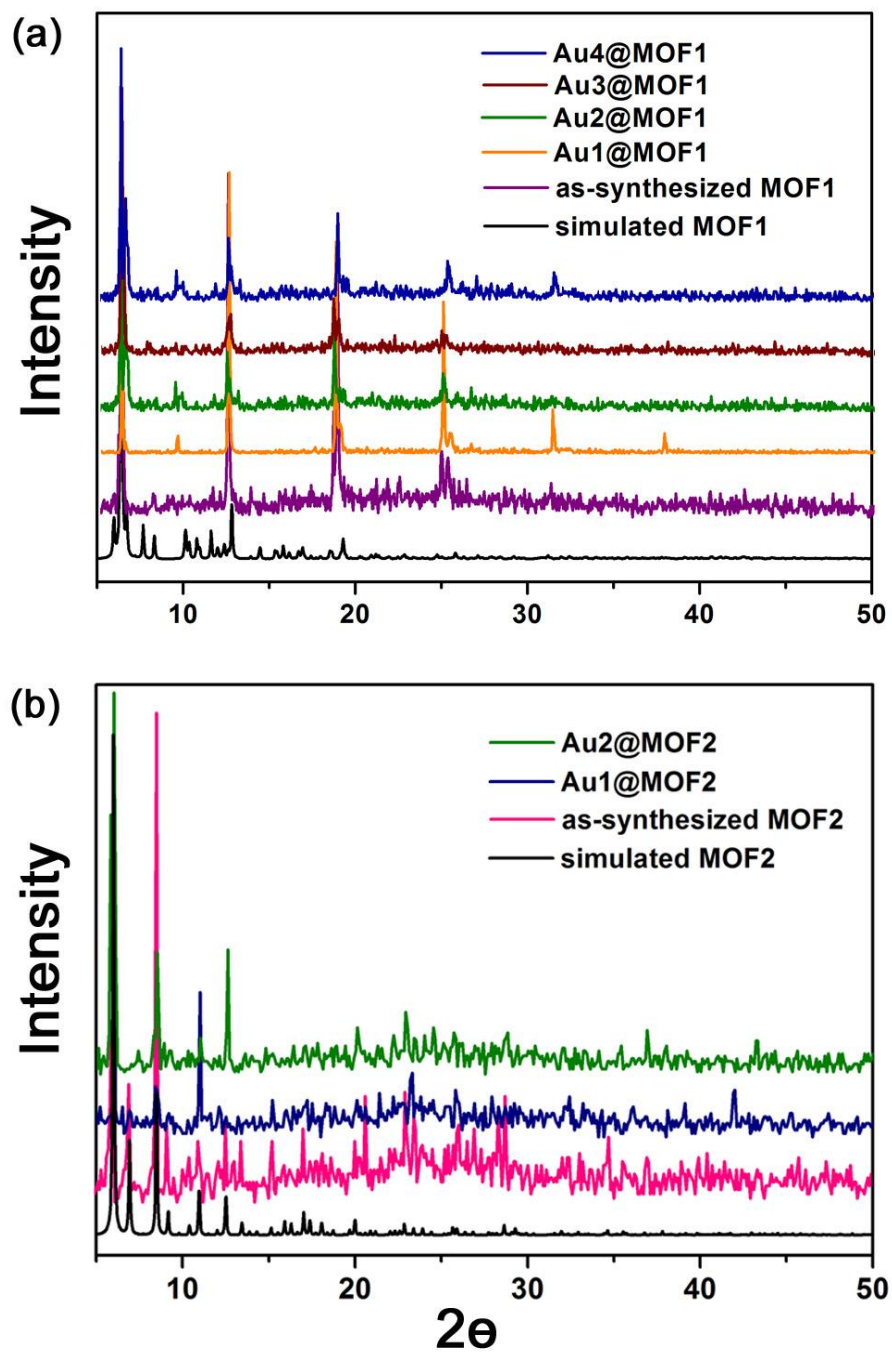 (a)
Au4@MOF1
Au3@MOF1
Au2@MOF1
Au1@MOF1
as-synthesized MOF1
simulated MOF1
Intensity
10 20 30 40 50
(b)
Au2@MOF2
Au1@MOF2
as-synthesized MOF2
simulated MOF2
Intensity
10 20 30 40 50
2ɵ